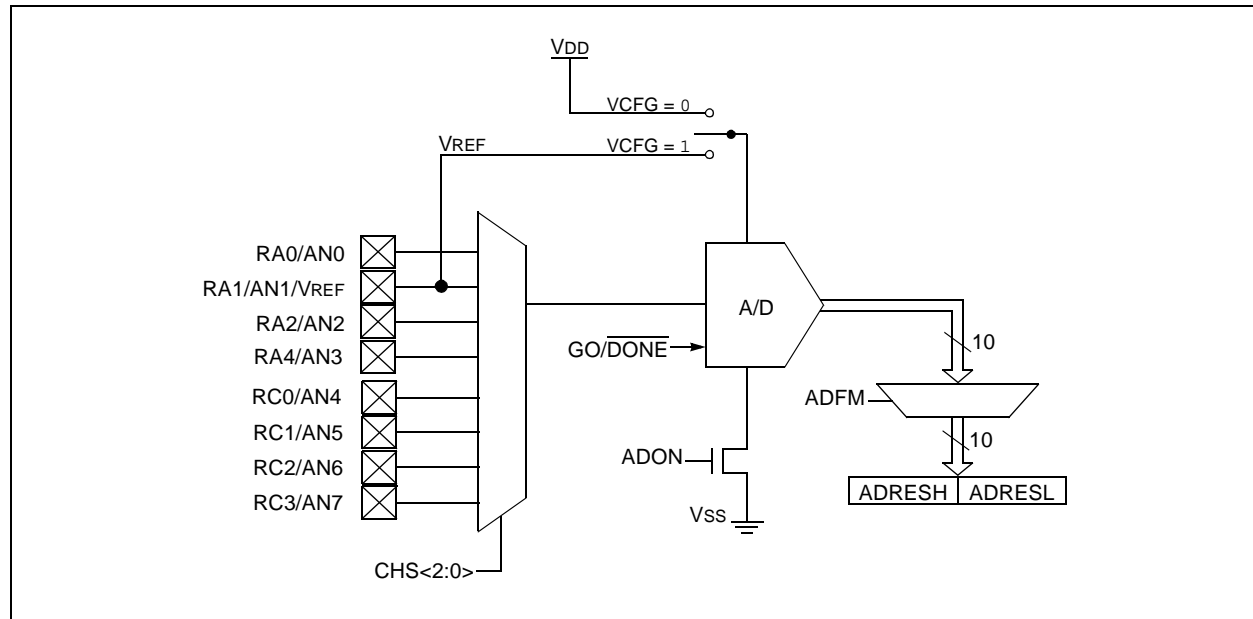 VDD
VCFG = 0
VREF
VCFG = 1
RA0/AN0
RA1/AN1/VREF
RA2/AN2
RA4/AN3
RC0/AN4
RC1/AN5
RC2/AN6
RC3/AN7
CHS<2:0>
A/D
GO/DONE
10
ADFM
10
ADON
ADRESH ADRESL
VSS